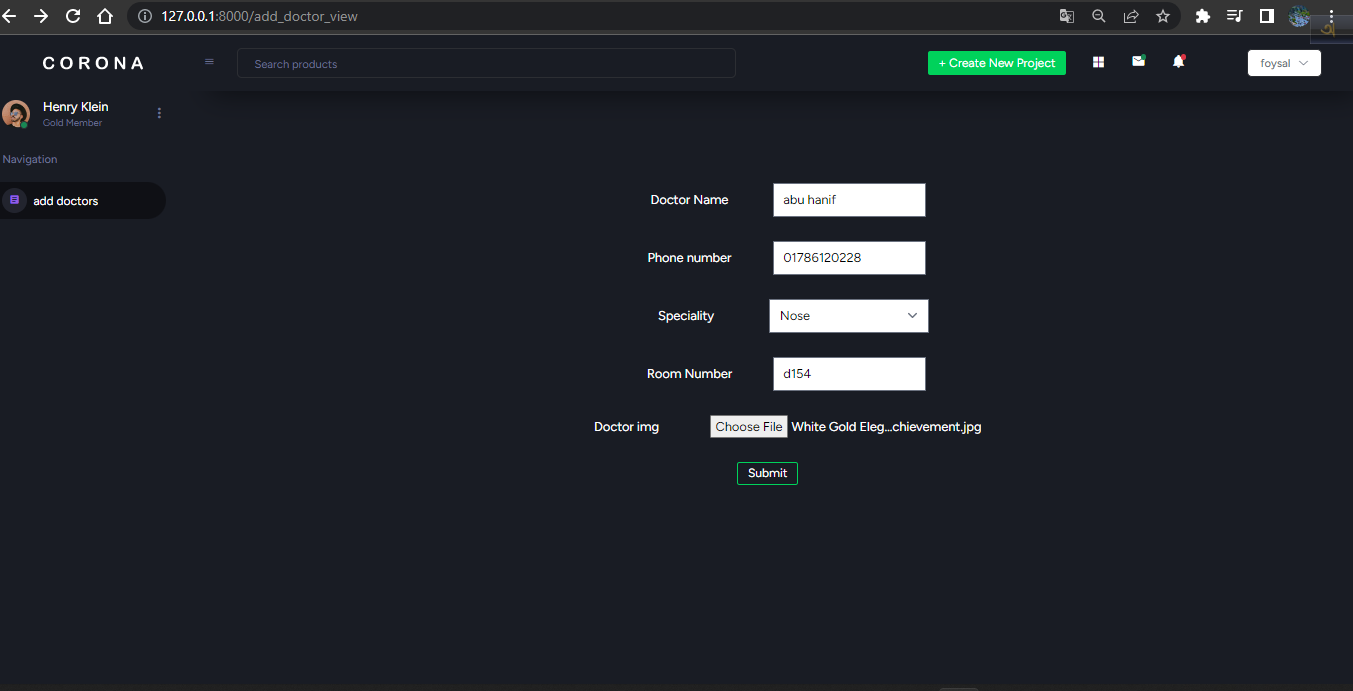 127.0.0.1:8000/add_doctor_view
CORONA
Search products
+ Create New Project
foysal
Henry Klein
Gold Member
Navigation
add doctors
Doctor Name
abu hanif
Phone number
01786120228
Speciality
Nose
Room Number
d154
Doctor img
Choose File White Gold Eleg...chievement.jpg
Submit